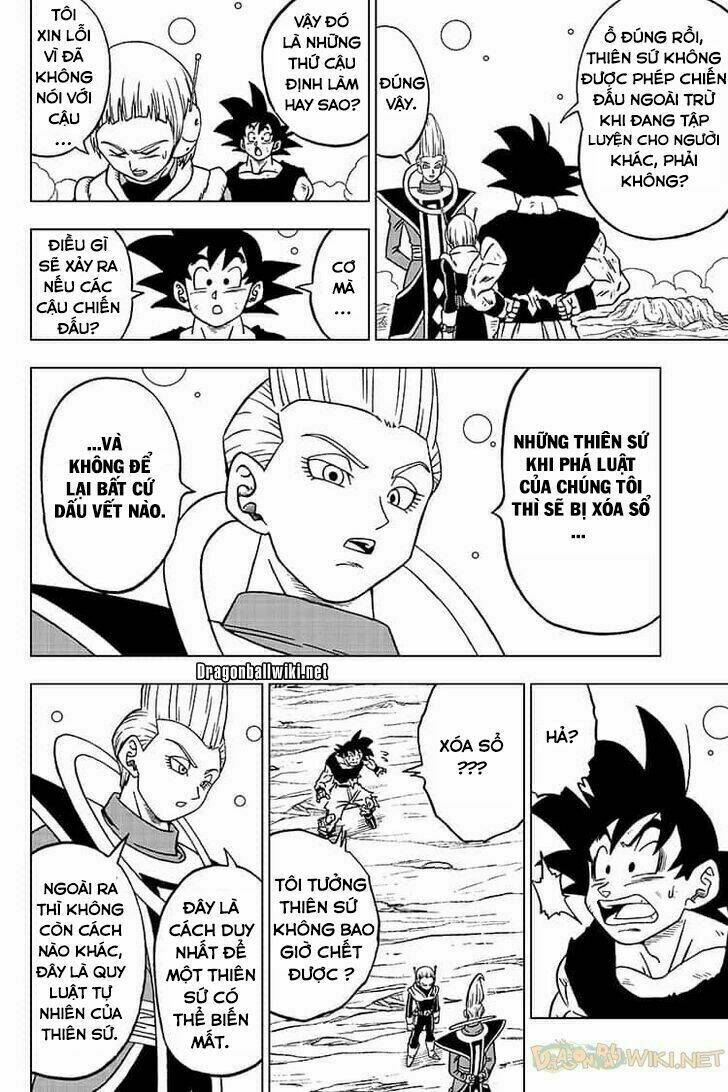 Ồ ĐÚNG RỒI,
THIÊN SỨ KHÔNG
ĐƯỢC PHÉP CHIẾN
ĐẤU NGOÀI TRỪ
KHI ĐANG TẬP
LUYỆN CHO NGƯỜI
KHÁC, PHẢI
KHÔNG?
ĐÚNG
VẬY.
VẬY ĐÓ
LÀ NHỮNG
THỨ CẬU
ĐỊNH LÀM
HAY SAO?
TÔI
XIN LỖI
VÌ ĐÃ
KHÔNG
NÓI VỚI
CẬU
...
CƠ
MÀ ...
ĐIỀU GÌ
SẼ XẢY RA
NẾU CÁC
CẬU CHIẾN
ĐẤU?
NHỮNG THIÊN SỨ
KHI PHÁ LUẬT
CỦA CHÚNG TÔI
THÌ SẼ BỊ XÓA SỔ
...
...VÀ
KHÔNG ĐỂ
LẠI BẤT CỨ
DẤU VẾT NÀO.
Dragonballwiki.net
HẢ?
XÓA SỔ
???
TÔI TƯỞNG
THIÊN SỨ
KHÔNG BAO
GIỜ CHẾT
ĐƯỢC ?
ĐÂY LÀ
CÁCH DUY
NHẤT ĐỂ
MỘT THIÊN
SỨ CÓ
THỂ BIẾN
MẤT.
NGOÀI RA
THÌ KHÔNG
CÒN CÁCH
NÀO KHÁC,
ĐÂY LÀ QUY
LUẬT TỰ
NHIÊN CỦA
THIÊN SỨ.
DRAGONBALLWIKI.NET